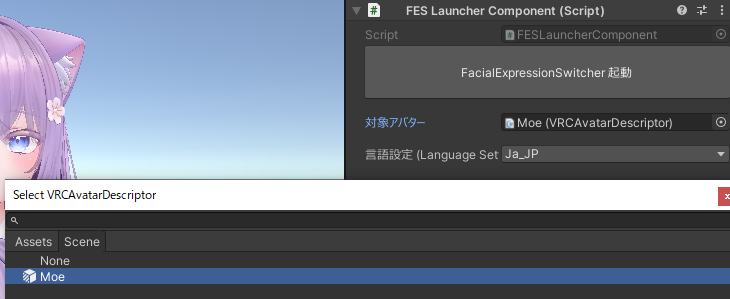 FES Launcher Component (Script)
Script FESLauncherComponent
FacialExpressionSwitcher 起動
対象アバター Moe (VRCAvatarDescriptor)
言語設定 (Language Set Ja_JP
Select VRCAvatarDescriptor
Assets Scene
None
Moe